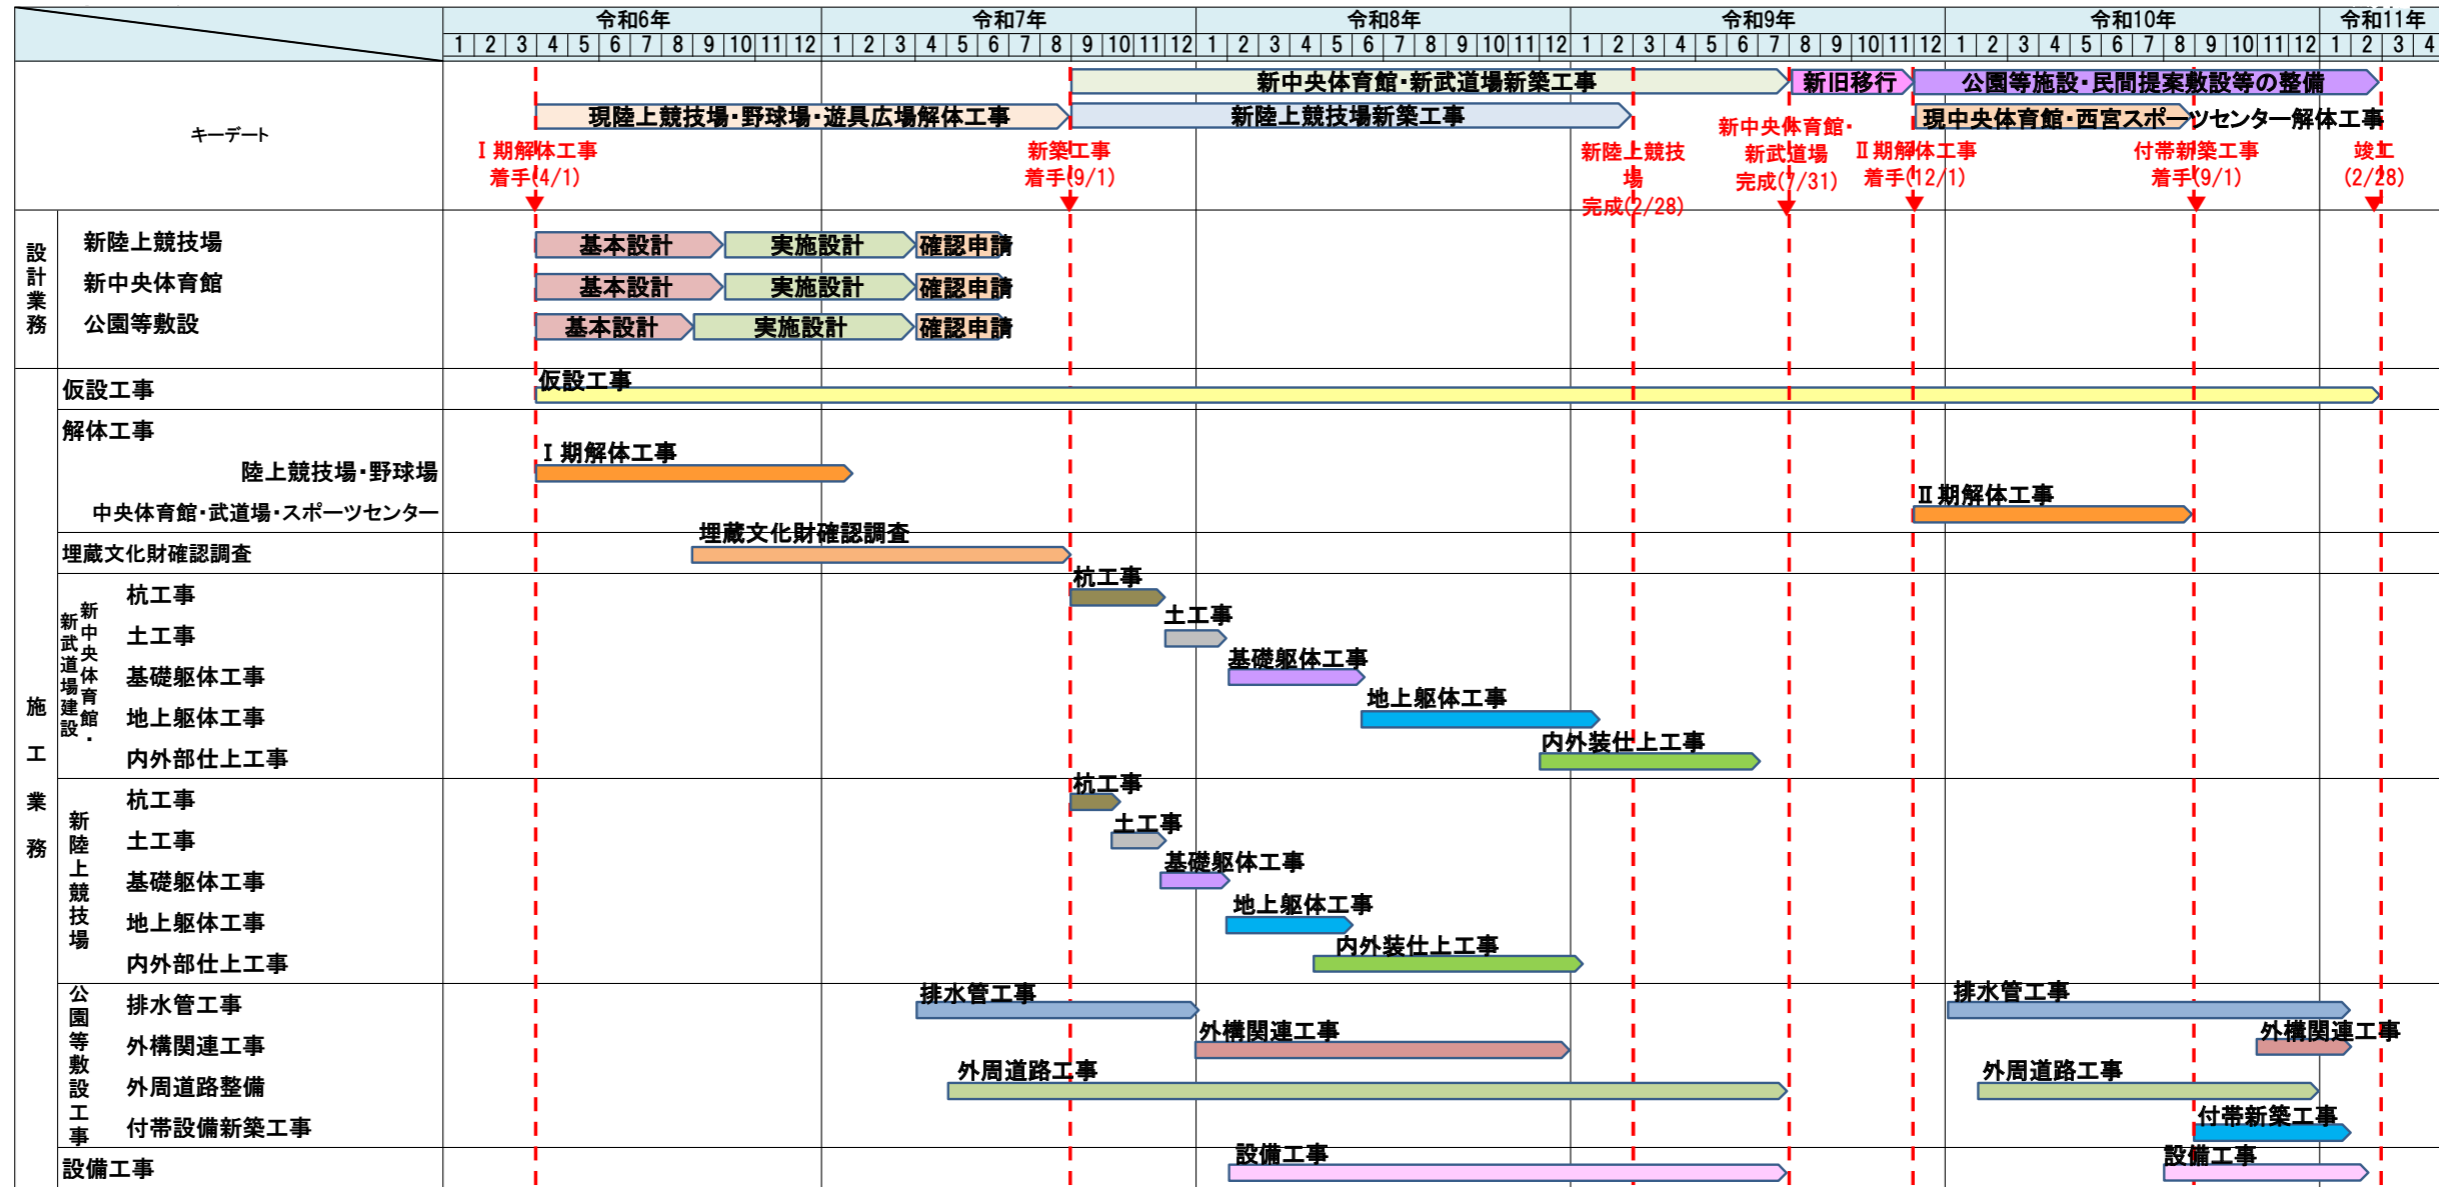 令和6年 令和7年 令和8年 令和9年 令和10年 令和11年
1 2 3 4 5 6 7 8 9 10 11 12 1 2 3 4 5 6 7 8 9 10 11 12 1 2 3 4 5 6 7 8 9 10 11 12 1 2 3 4 5 6 7 8 9 10 11 12 1 2 3 4 5 6 7 8 9 10 11 12 1 2 3 4
キーデート
新中央体育館・新武道場新築工事 新旧移行 公園等施設・民間提案敷設等の整備
現陸上競技場・野球場・遊具広場解体工事 新陸上競技場新築工事 現中央体育館・西宮スポーツセンター解体工事
Ⅰ期解体工事
着手(4/1)
新築工事
着手(9/1)
新陸上競技
場
完成(2/28)
新中央体育館・
新武道場
完成(7/31)
Ⅱ期解体工事
着手(12/1)
付帯新築工事
着手(9/1)
竣工
(2/28)
設計業務
新陸上競技場 基本設計 実施設計 確認申請
新中央体育館 基本設計 実施設計 確認申請
公園等敷設 基本設計 実施設計 確認申請
施工業務
仮設工事 仮設工事
解体工事
陸上競技場・野球場 Ⅰ期解体工事
中央体育館・武道場・スポーツセンター Ⅱ期解体工事
埋蔵文化財確認調査 埋蔵文化財確認調査
新中央体育館・
新武道場建設
杭工事 杭工事
土工事 土工事
基礎躯体工事 基礎躯体工事
地上躯体工事 地上躯体工事
内外部仕上工事 内外装仕上工事
新陸上競技場
杭工事 杭工事
土工事 土工事
基礎躯体工事 基礎躯体工事
地上躯体工事 地上躯体工事
内外部仕上工事 内外装仕上工事
公園等敷設工事
排水管工事 排水管工事 排水管工事
外構関連工事 外構関連工事 外構関連工事
外周道路整備 外周道路工事 外周道路工事
付帯設備新築工事 付帯新築工事
設備工事 設備工事 設備工事